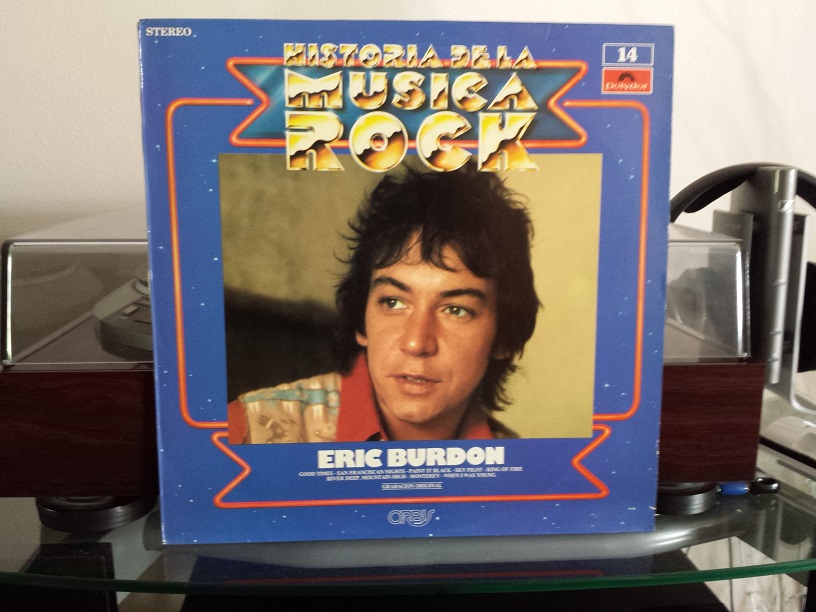 STEREO
HISTORIA DE LA
MUSICA
ROCK
14
Polydor
ERIC BURDON
GOOD TIMES - SAN FRANCISCAN NIGHTS - PAINT IT BLACK - SKY PILOT - RING OF FIRE
RIVER DEEP, MOUNTAIN HIGH - MONTEREY - WHEN I WAS YOUNG
GRABACION ORIGINAL
ORBIS